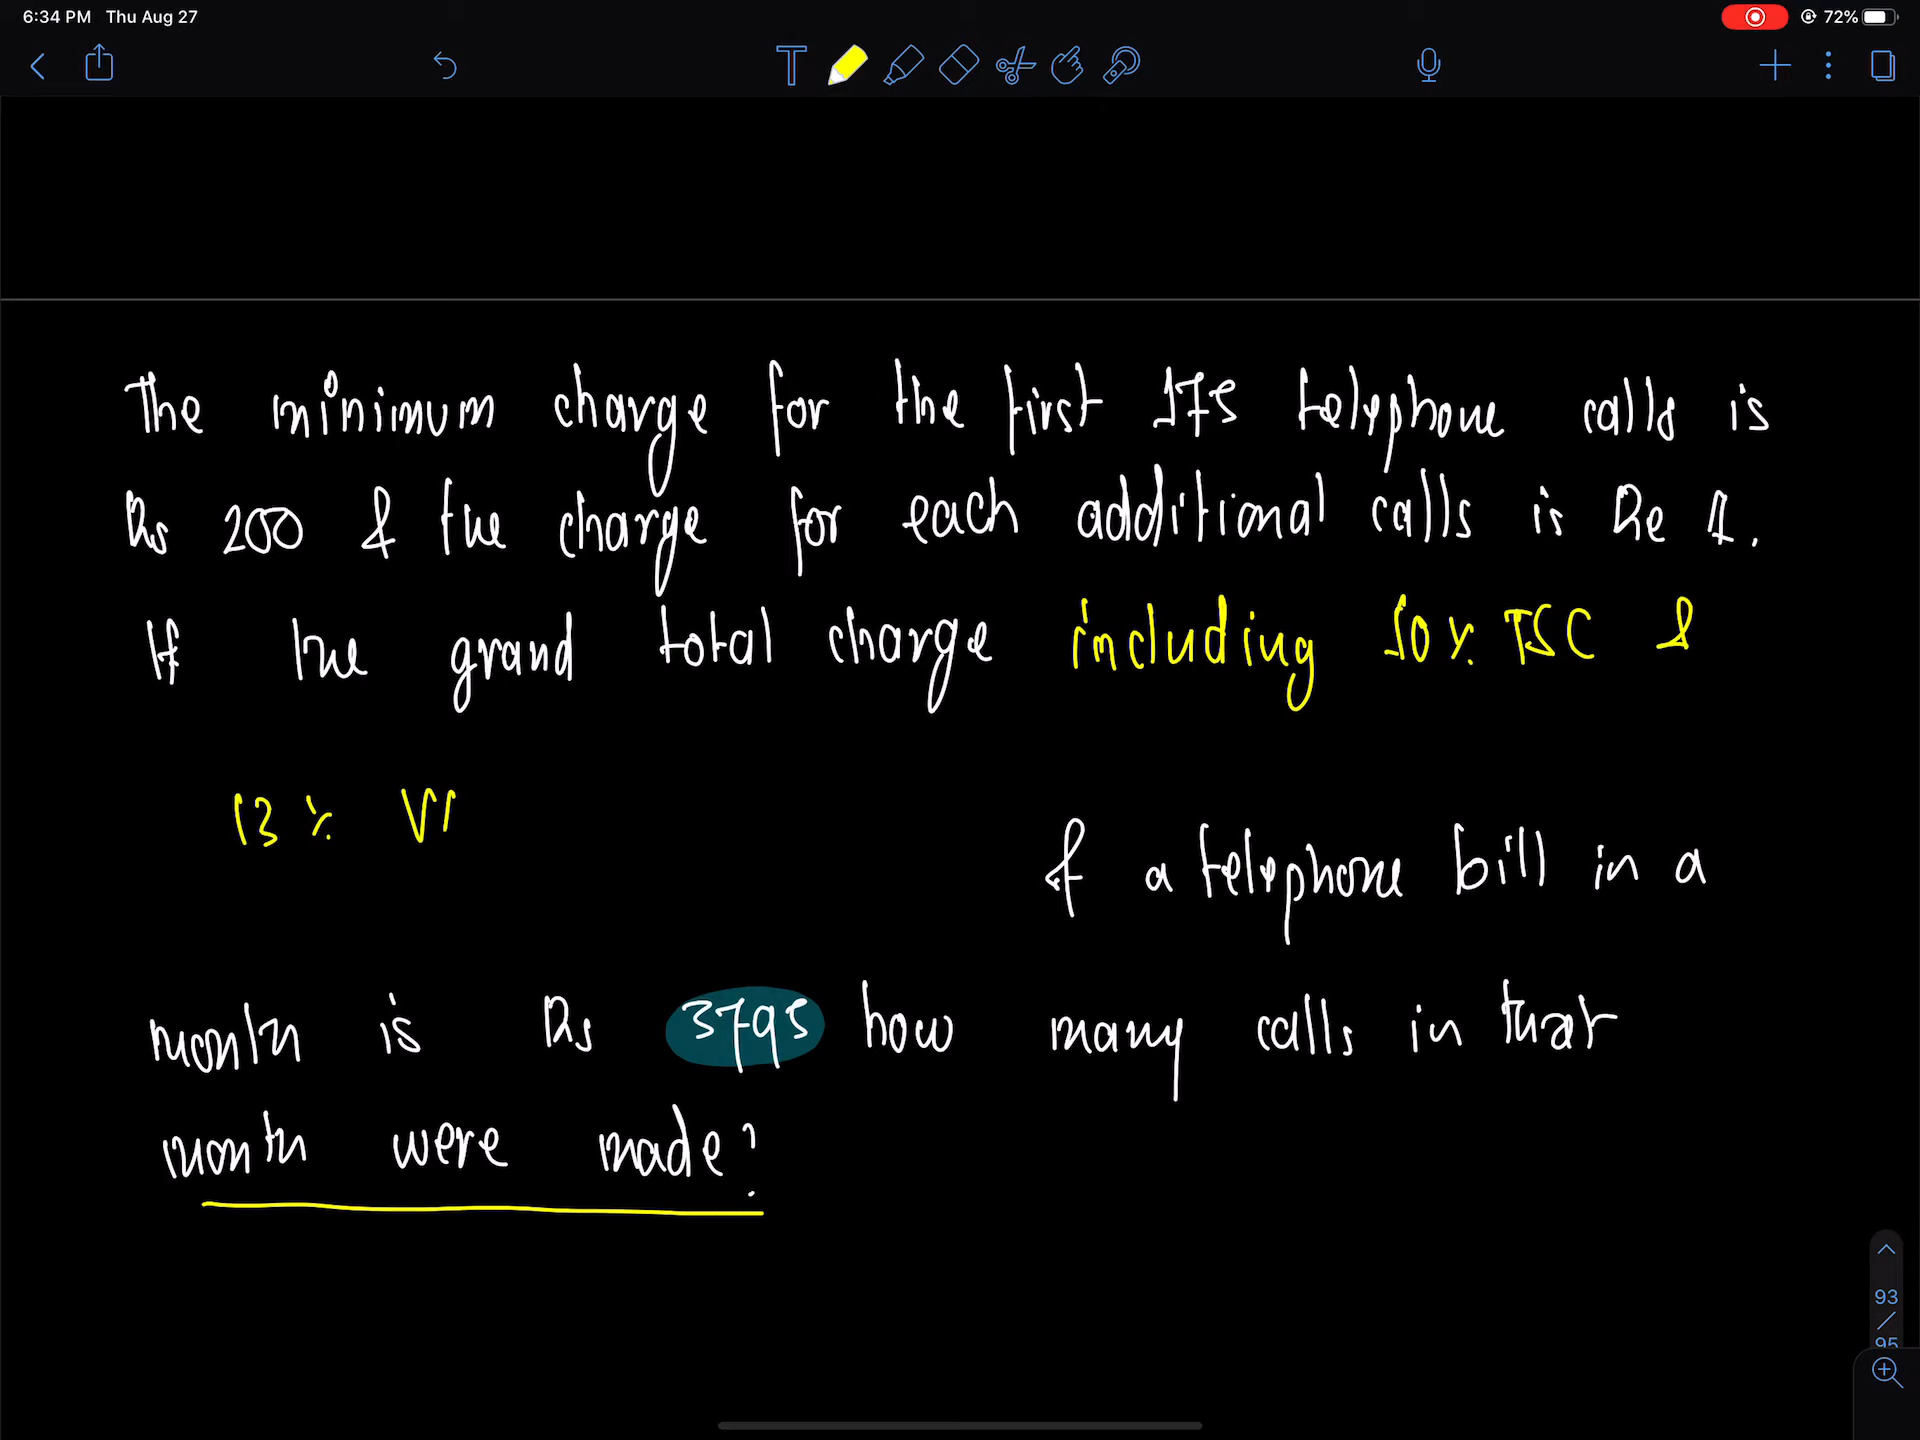 6:34 PM Thu Aug 27
72%
T
The minimum charge for the first 175 telephone calls is
Rs 200 & the charge for each additional calls is Re 1.
If the grand total charge including 10% TSC &
13%
of a telephone bill in a
month is Rs 3795 how many calls in that
month were made?
93
/
95